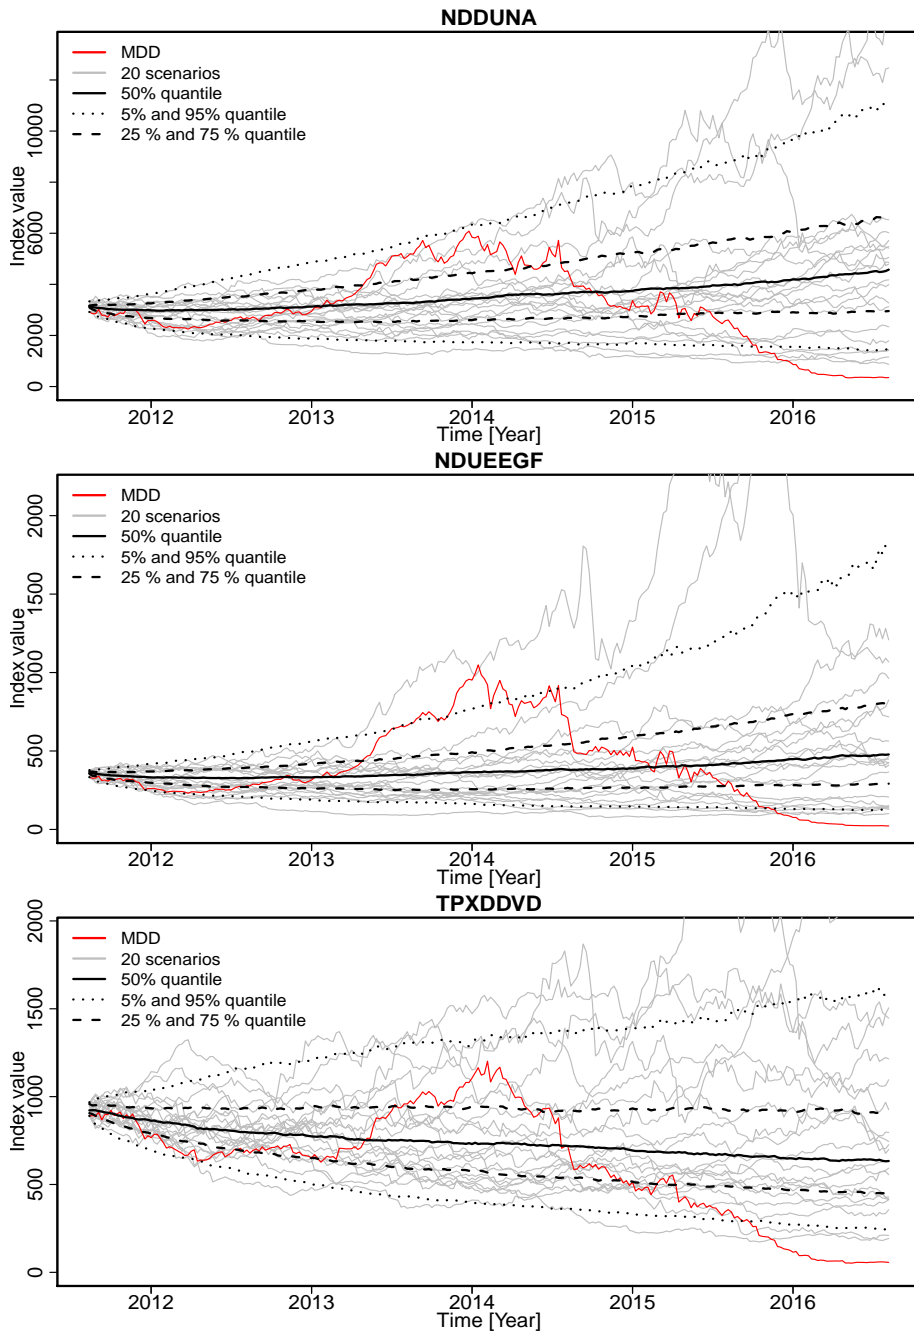 NDDUNA
MDD
20 scenarios
50% quantile
5% and 95% quantile
25 % and 75 % quantile
Index value
0
2000
6000
10000
2012
2013
2014
2015
2016
Time [Year]
NDUEEGF
MDD
20 scenarios
50% quantile
5% and 95% quantile
25 % and 75 % quantile
Index value
0
500
1000
1500
2000
2012
2013
2014
2015
2016
Time [Year]
TPXDDVD
MDD
20 scenarios
50% quantile
5% and 95% quantile
25 % and 75 % quantile
Index value
0
500
1000
1500
2000
2012
2013
2014
2015
2016
Time [Year]